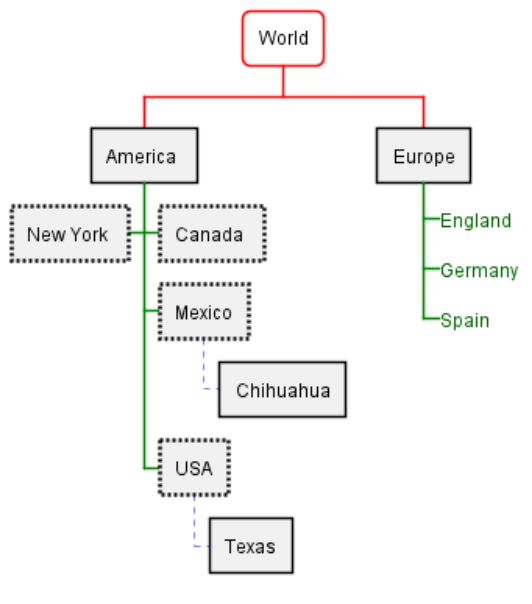 World
America
Europe
New York
Canada
England
Germany
Mexico
Spain
Chihuahua
USA
Texas